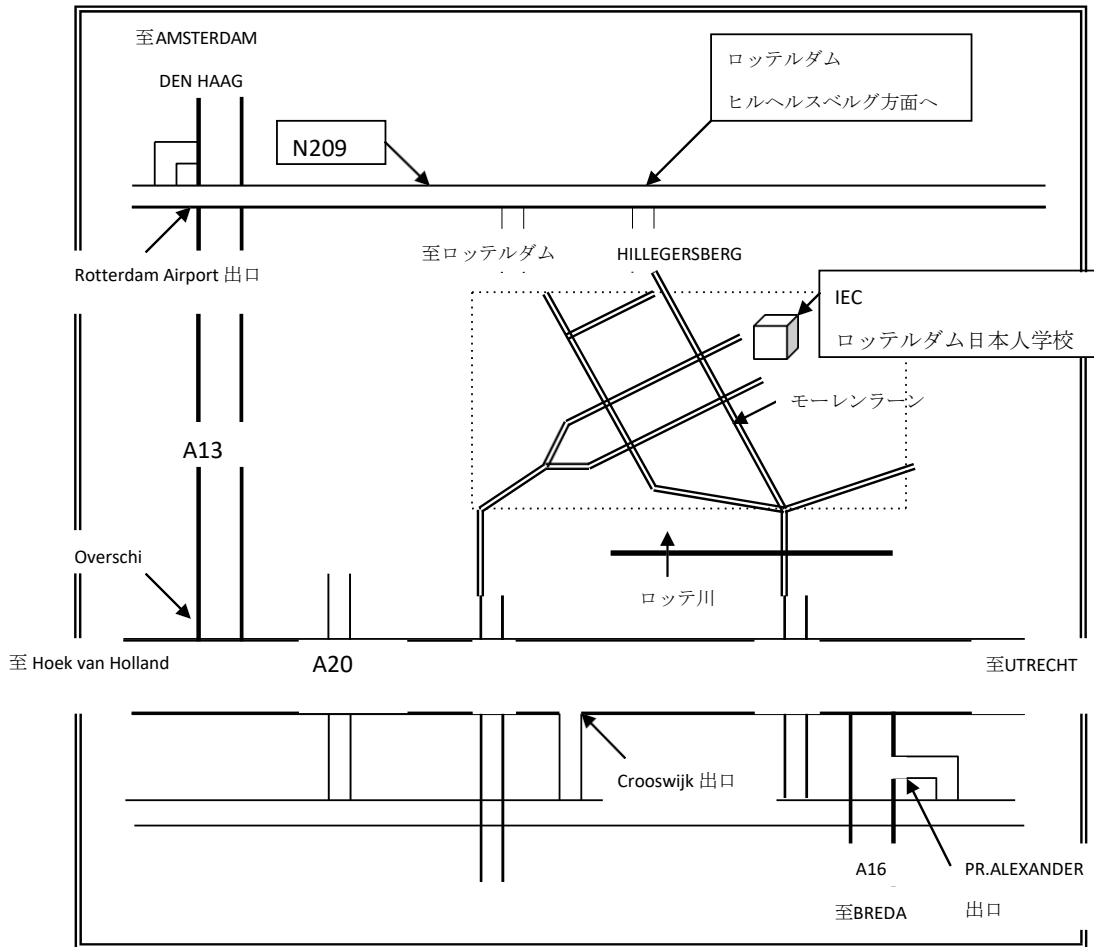 至AMSTERDAM
DEN HAAG
ロッテルダム
ヒルヘルスベルグ方面へ
N209
至ロッテルダム
HILLEGERSBERG
Rotterdam Airport 出口
IEC
ロッテルダム日本人学校
モーレンラーン
A13
Overschi
ロッテ川
至 Hoek van Holland
A20
至UTRECHT
Crooswijk 出口
A16
至BREDA
PR.ALEXANDER
出口